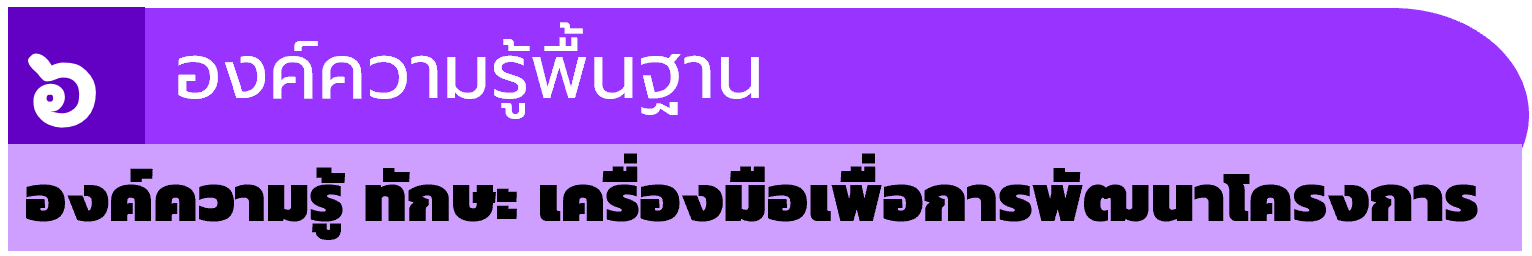 ๖ องค์ความรู้พื้นฐาน
องค์ความรู้ ทักษะ เครื่องมือเพื่อการพัฒนาโครงการ